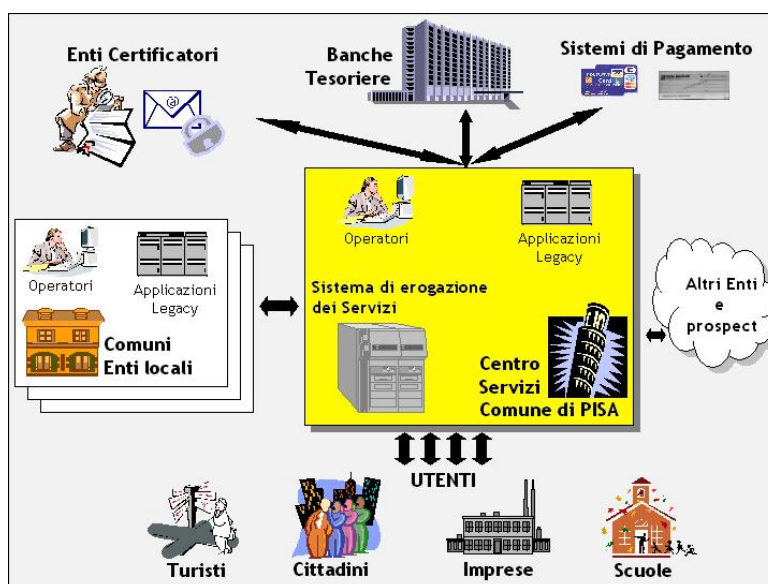 Enti Certificatori
Banche
Tesoriere
Sistemi di Pagamento
@
Operatori
Applicazioni
Legacy
Sistema di erogazione
dei Servizi
Centro
Servizi
Comune di PISA
Operatori
Applicazioni
Legacy
Comuni
Enti locali
Altri Enti
e
prospect
UTENTI
Turisti
Cittadini
Imprese
Scuole